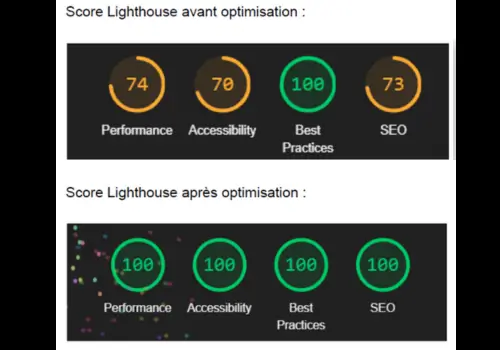 Score Lighthouse avant optimisation :
74 70 100 73
Performance Accessibility Best Practices SEO
Score Lighthouse après optimisation :
100 100 100 100
Performance Accessibility Best Practices SEO